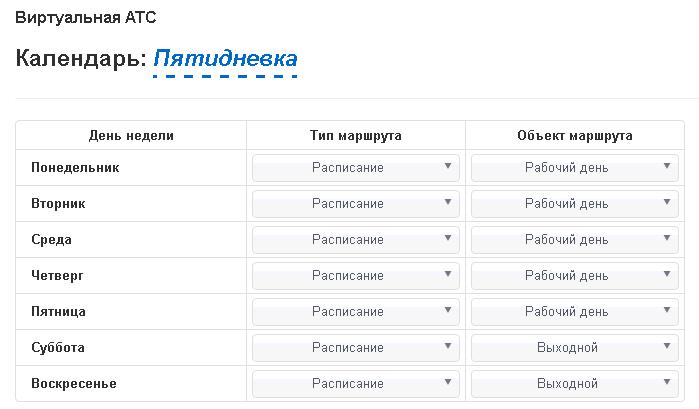 Виртуальная АТС
Календарь: Пятидневка
День недели Тип маршрута Объект маршрута
Понедельник Расписание Рабочий день
Вторник Расписание Рабочий день
Среда Расписание Рабочий день
Четверг Расписание Рабочий день
Пятница Расписание Рабочий день
Суббота Расписание Выходной
Воскресенье Расписание Выходной